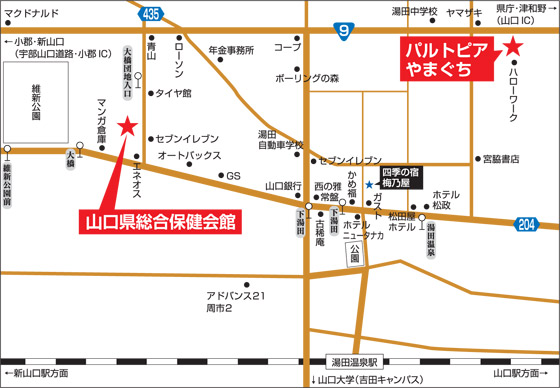 マクドナルド
435
湯田中学校
ヤマザキ
県庁・津和野→
(山口IC)
9
←小郡・新山口
(宇部山口道路・小郡IC)
大橋団地入口
青山
ローソン
年金事務所
コープ
ボーリングの森
パルトピア
やまぐち
ハローワーク
維新公園
タイヤ館
マンガ倉庫
セブンイレブン
湯田
自動車学校
セブンイレブン
四季の宿
梅乃屋
宮脇書店
大橋
維新公園前
エネオス
オートバックス
GS
山口銀行
西の雅
常盤
かめ福
ガスト
ホテル
松政
山口県総合保健会館
下湯田
古稀庵
下湯田
ホテル
ニュータナカ
松田屋
ホテル
湯田温泉
204
公園
アドバンス21
周市2
湯田温泉駅
←新山口駅方面
↓山口大学(吉田キャンパス)
山口駅方面→